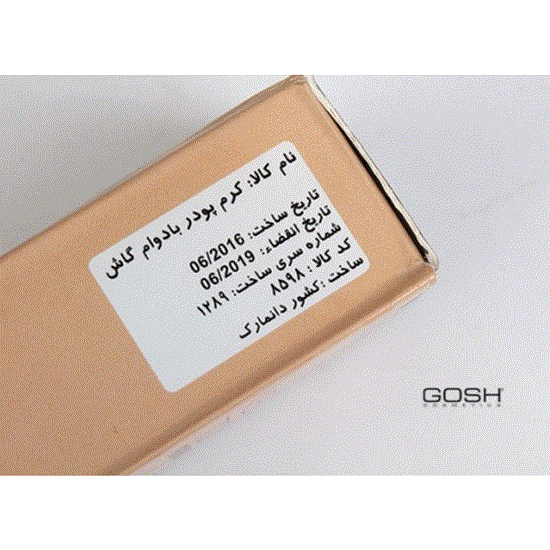 نام کالا: کرم پودر بادوام گاش
تاریخ ساخت: 06/2016
تاریخ انقضاء: 06/2019
شماره سری ساخت: ۱۲۸۹
کد کالا : ۸۵۹۸
ساخت :کشور دانمارک
GOSH
COSMETICS